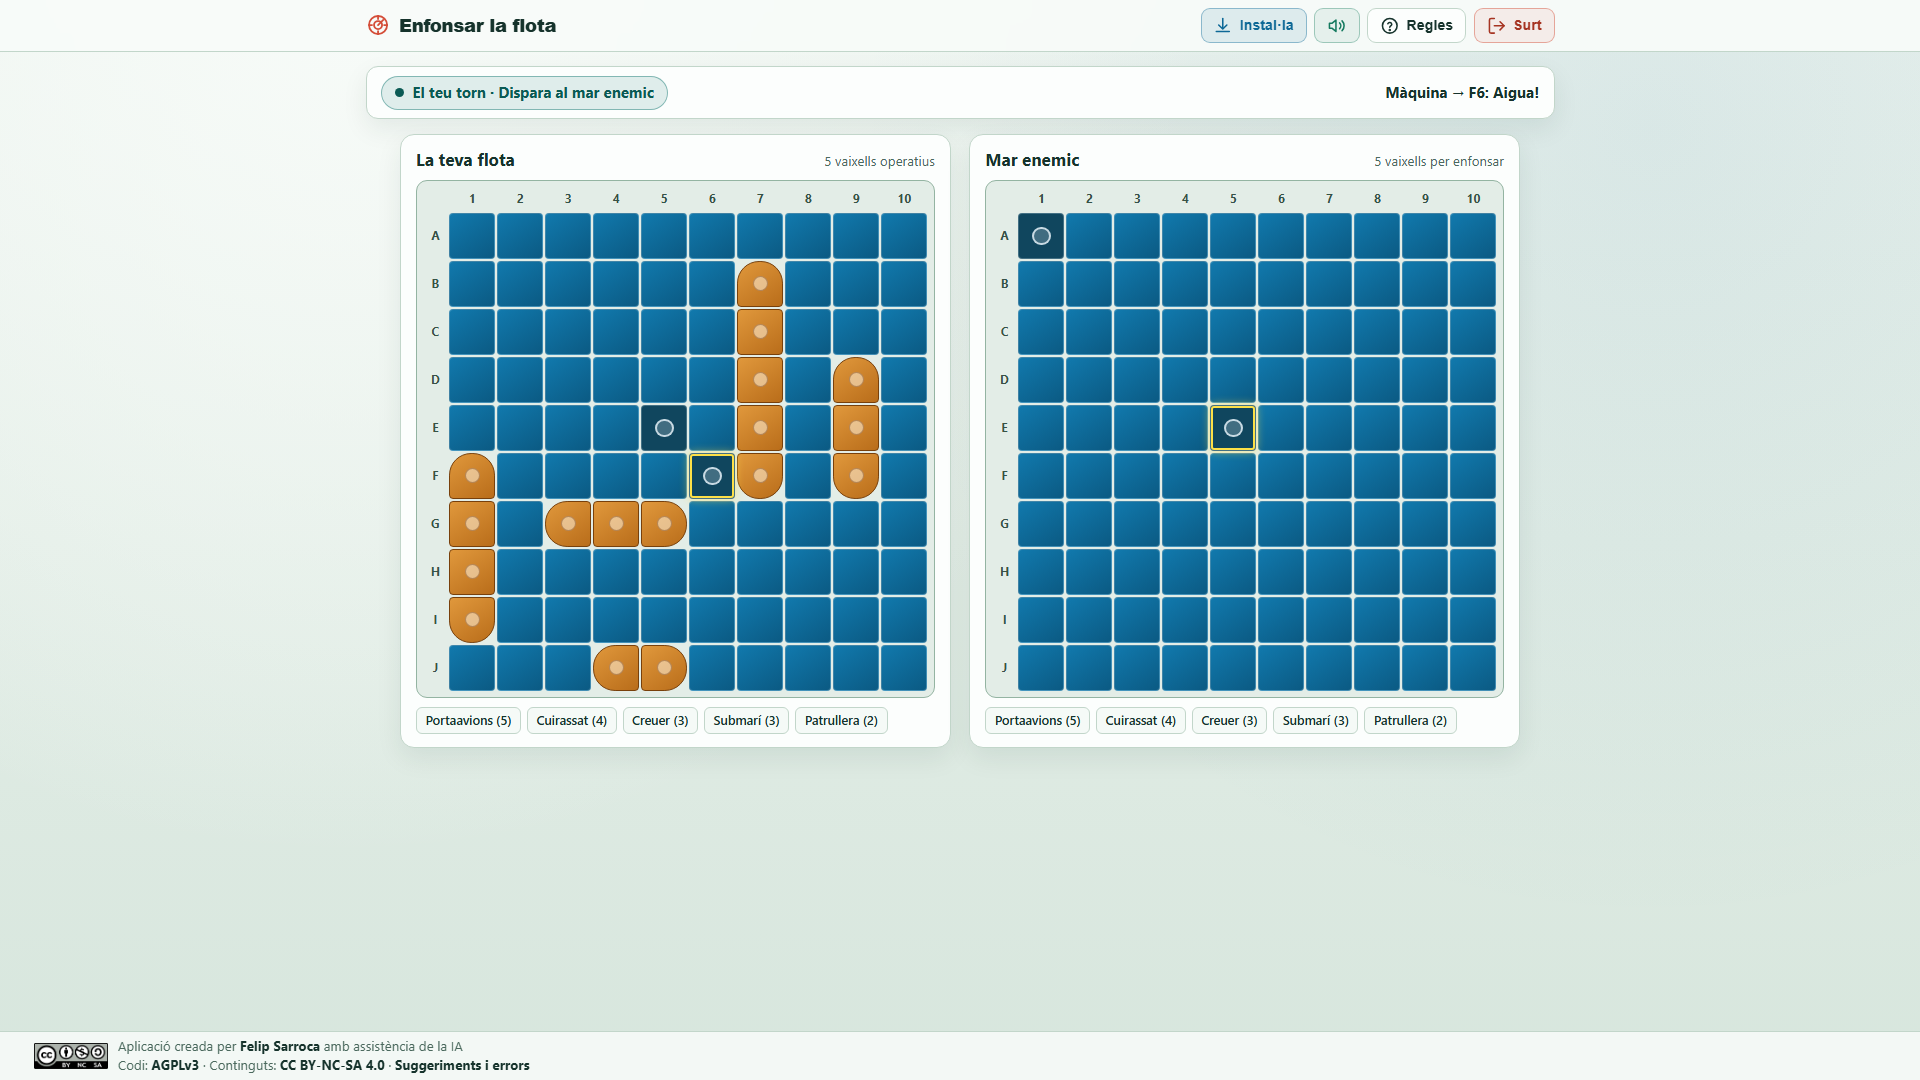 Enfonsar la flota
Instal·la
Regles
Surt
El teu torn · Dispara al mar enemic
Màquina → F6: Aigua!
La teva flota
5 vaixells operatius
1 2 3 4 5 6 7 8 9 10
A
B
C
D
E
F
G
H
I
J
Portaavions (5)
Cuirassat (4)
Creuer (3)
Submarí (3)
Patrullera (2)
Mar enemic
5 vaixells per enfonsar
1 2 3 4 5 6 7 8 9 10
A
B
C
D
E
F
G
H
I
J
Portaavions (5)
Cuirassat (4)
Creuer (3)
Submarí (3)
Patrullera (2)
cc BY NC SA
Aplicació creada per Felip Sarroca amb assistència de la IA
Codi: AGPLv3 · Continguts: CC BY-NC-SA 4.0 · Suggeriments i errors